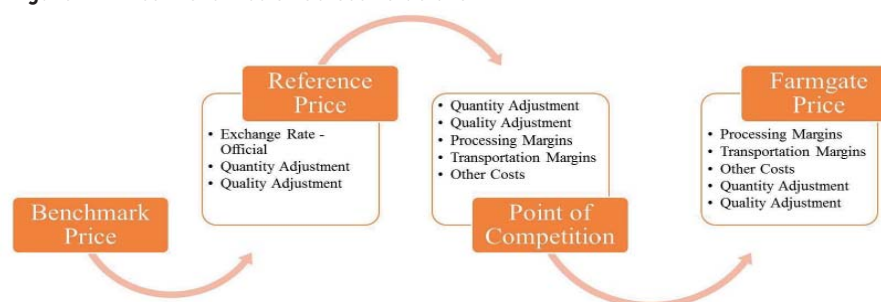 Reference
Price
• Exchange Rate -
Official
• Quantity Adjustment
• Quality Adjustment
Benchmark
Price
• Quantity Adjustment
• Quality Adjustment
• Processing Margins
• Transportation Margins
• Other Costs
Point of
Competition
Farmgate
Price
• Processing Margins
• Transportation Margins
• Other Costs
• Quantity Adjustment
• Quality Adjustment